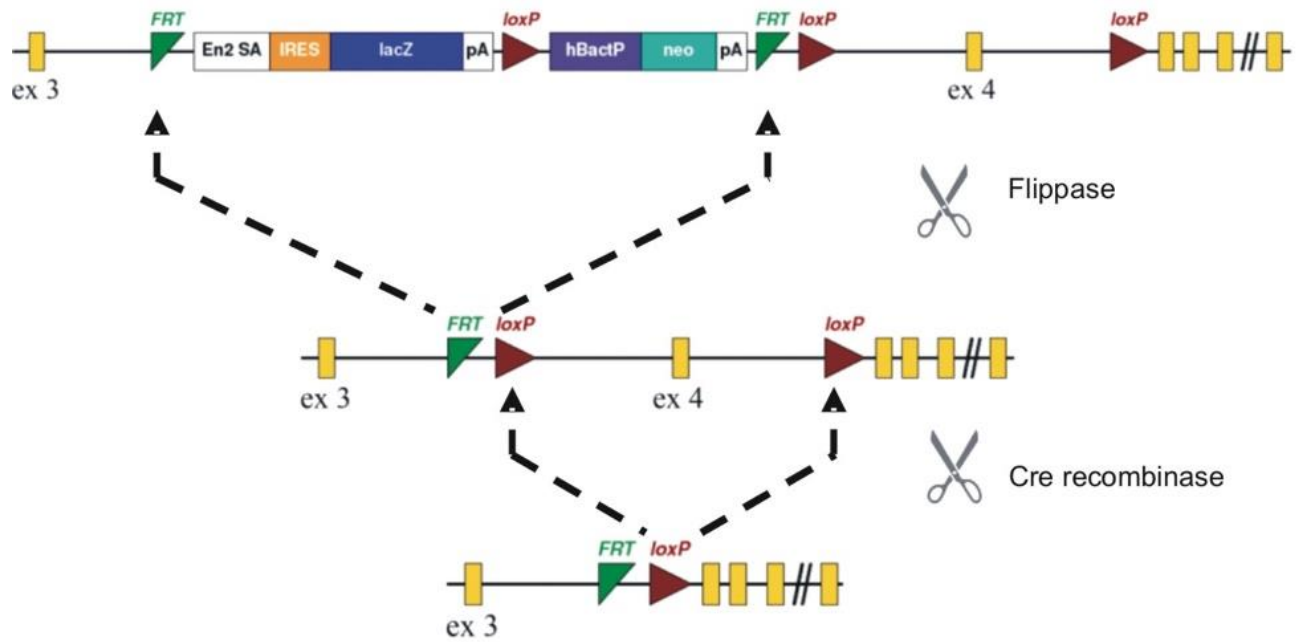 FRT loxP FRT loxP loxP
En2 SA IRES lacZ pA hBactP neo pA
ex 3 ex 4
Flippase
FRT loxP loxP
ex 3 ex 4
Cre recombinase
FRT loxP
ex 3